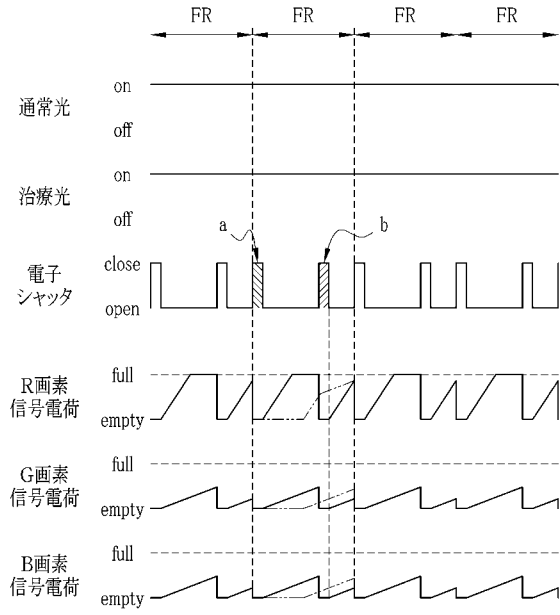 FR FR FR FR
on
通常光
off
on
治療光
off
a b
close
電子
シャッタ
open
full
R画素
信号電荷
empty
full
G画素
信号電荷
empty
full
B画素
信号電荷
empty